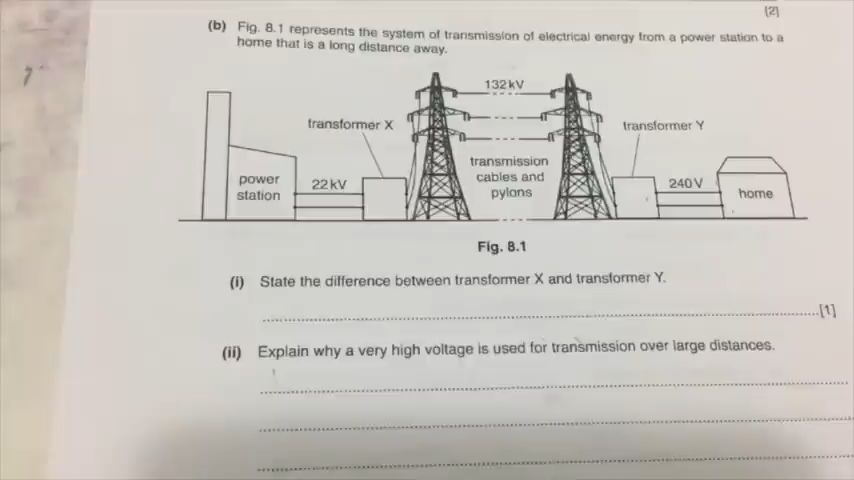 [2]
(b) Fig. 8.1 represents the system of transmission of electrical energy from a power station to a
home that is a long distance away.
132 kV
transformer X
transformer Y
transmission
cables and
pylons
power
station
22 kV
240 V
home
Fig. 8.1
(i) State the difference between transformer X and transformer Y.
[1]
(ii) Explain why a very high voltage is used for transmission over large distances.